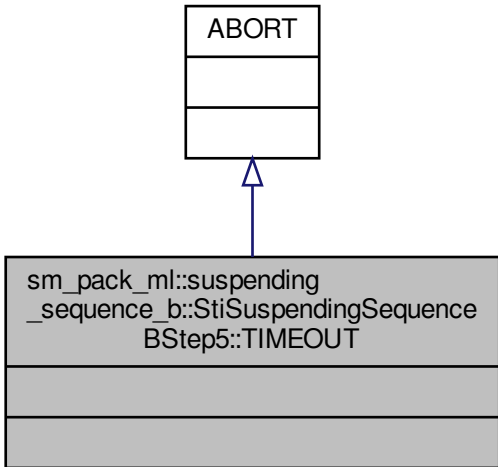 ABORT
sm_pack_ml::suspending
_sequence_b::StiSuspendingSequence
BStep5::TIMEOUT